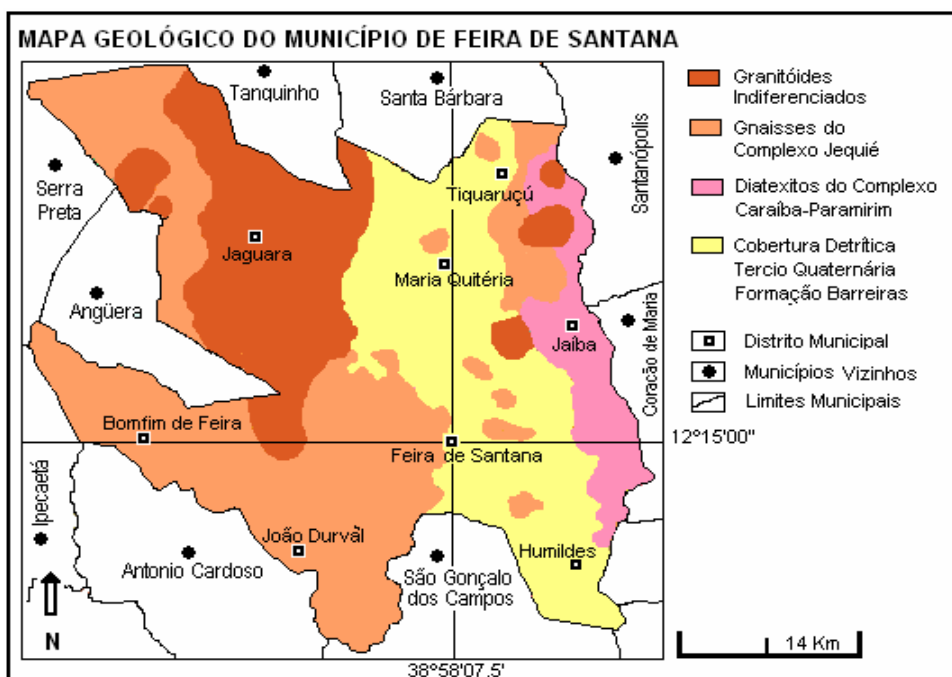 MAPA GEOLÓGICO DO MUNICÍPIO DE FEIRA DE SANTANA
Tanquinho
Santa Bárbara
Santanópolis
Serra
Preta
Tiquaruçú
Jaguara
Maria Quitéria
Angüera
Jaíba
Coração de Maria
Bomfim de Feira
Feira de Santana
12°15'00"
Ipecaetá
João Durvàl
Humildes
Antonio Cardoso
São Gonçalo
dos Campos
N
38°58'07.5'
Granitóides
Indiferenciados
Gnaisses do
Complexo Jequié
Diatexitos do Complexo
Caraíba-Paramirim
Cobertura Detrítica
Tercio Quaternária
Formação Barreiras
Distrito Municipal
Municípios Vizinhos
Limites Municipais
14 Km